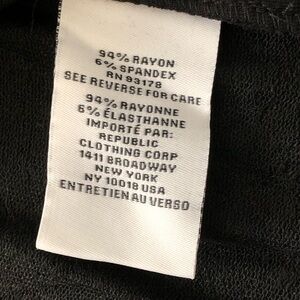 94% RAYON
6% SPANDEX
RN 93178
SEE REVERSE FOR CARE
94% RAYONNE
6% ÉLASTHANNE
IMPORTÉ PAR:
REPUBLIC
CLOTHING CORP
1411 BROADWAY
NEW YORK
NY 10018 USA
ENTRETIEN AU VERSO